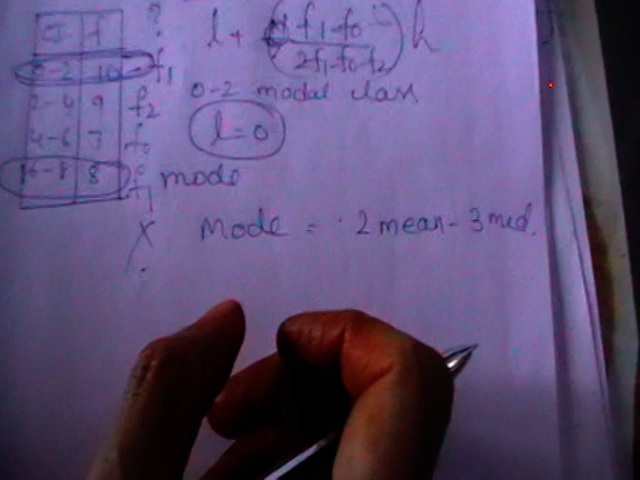 ?
CI f l + (f1-f0 / 2f1-f0-f2) h
0-2 10 - f1
2-4 9 f2 0-2 modal class
4-6 7 f0 l=0
6-8 8 f1 mode
X Mode = 2 mean - 3 med.